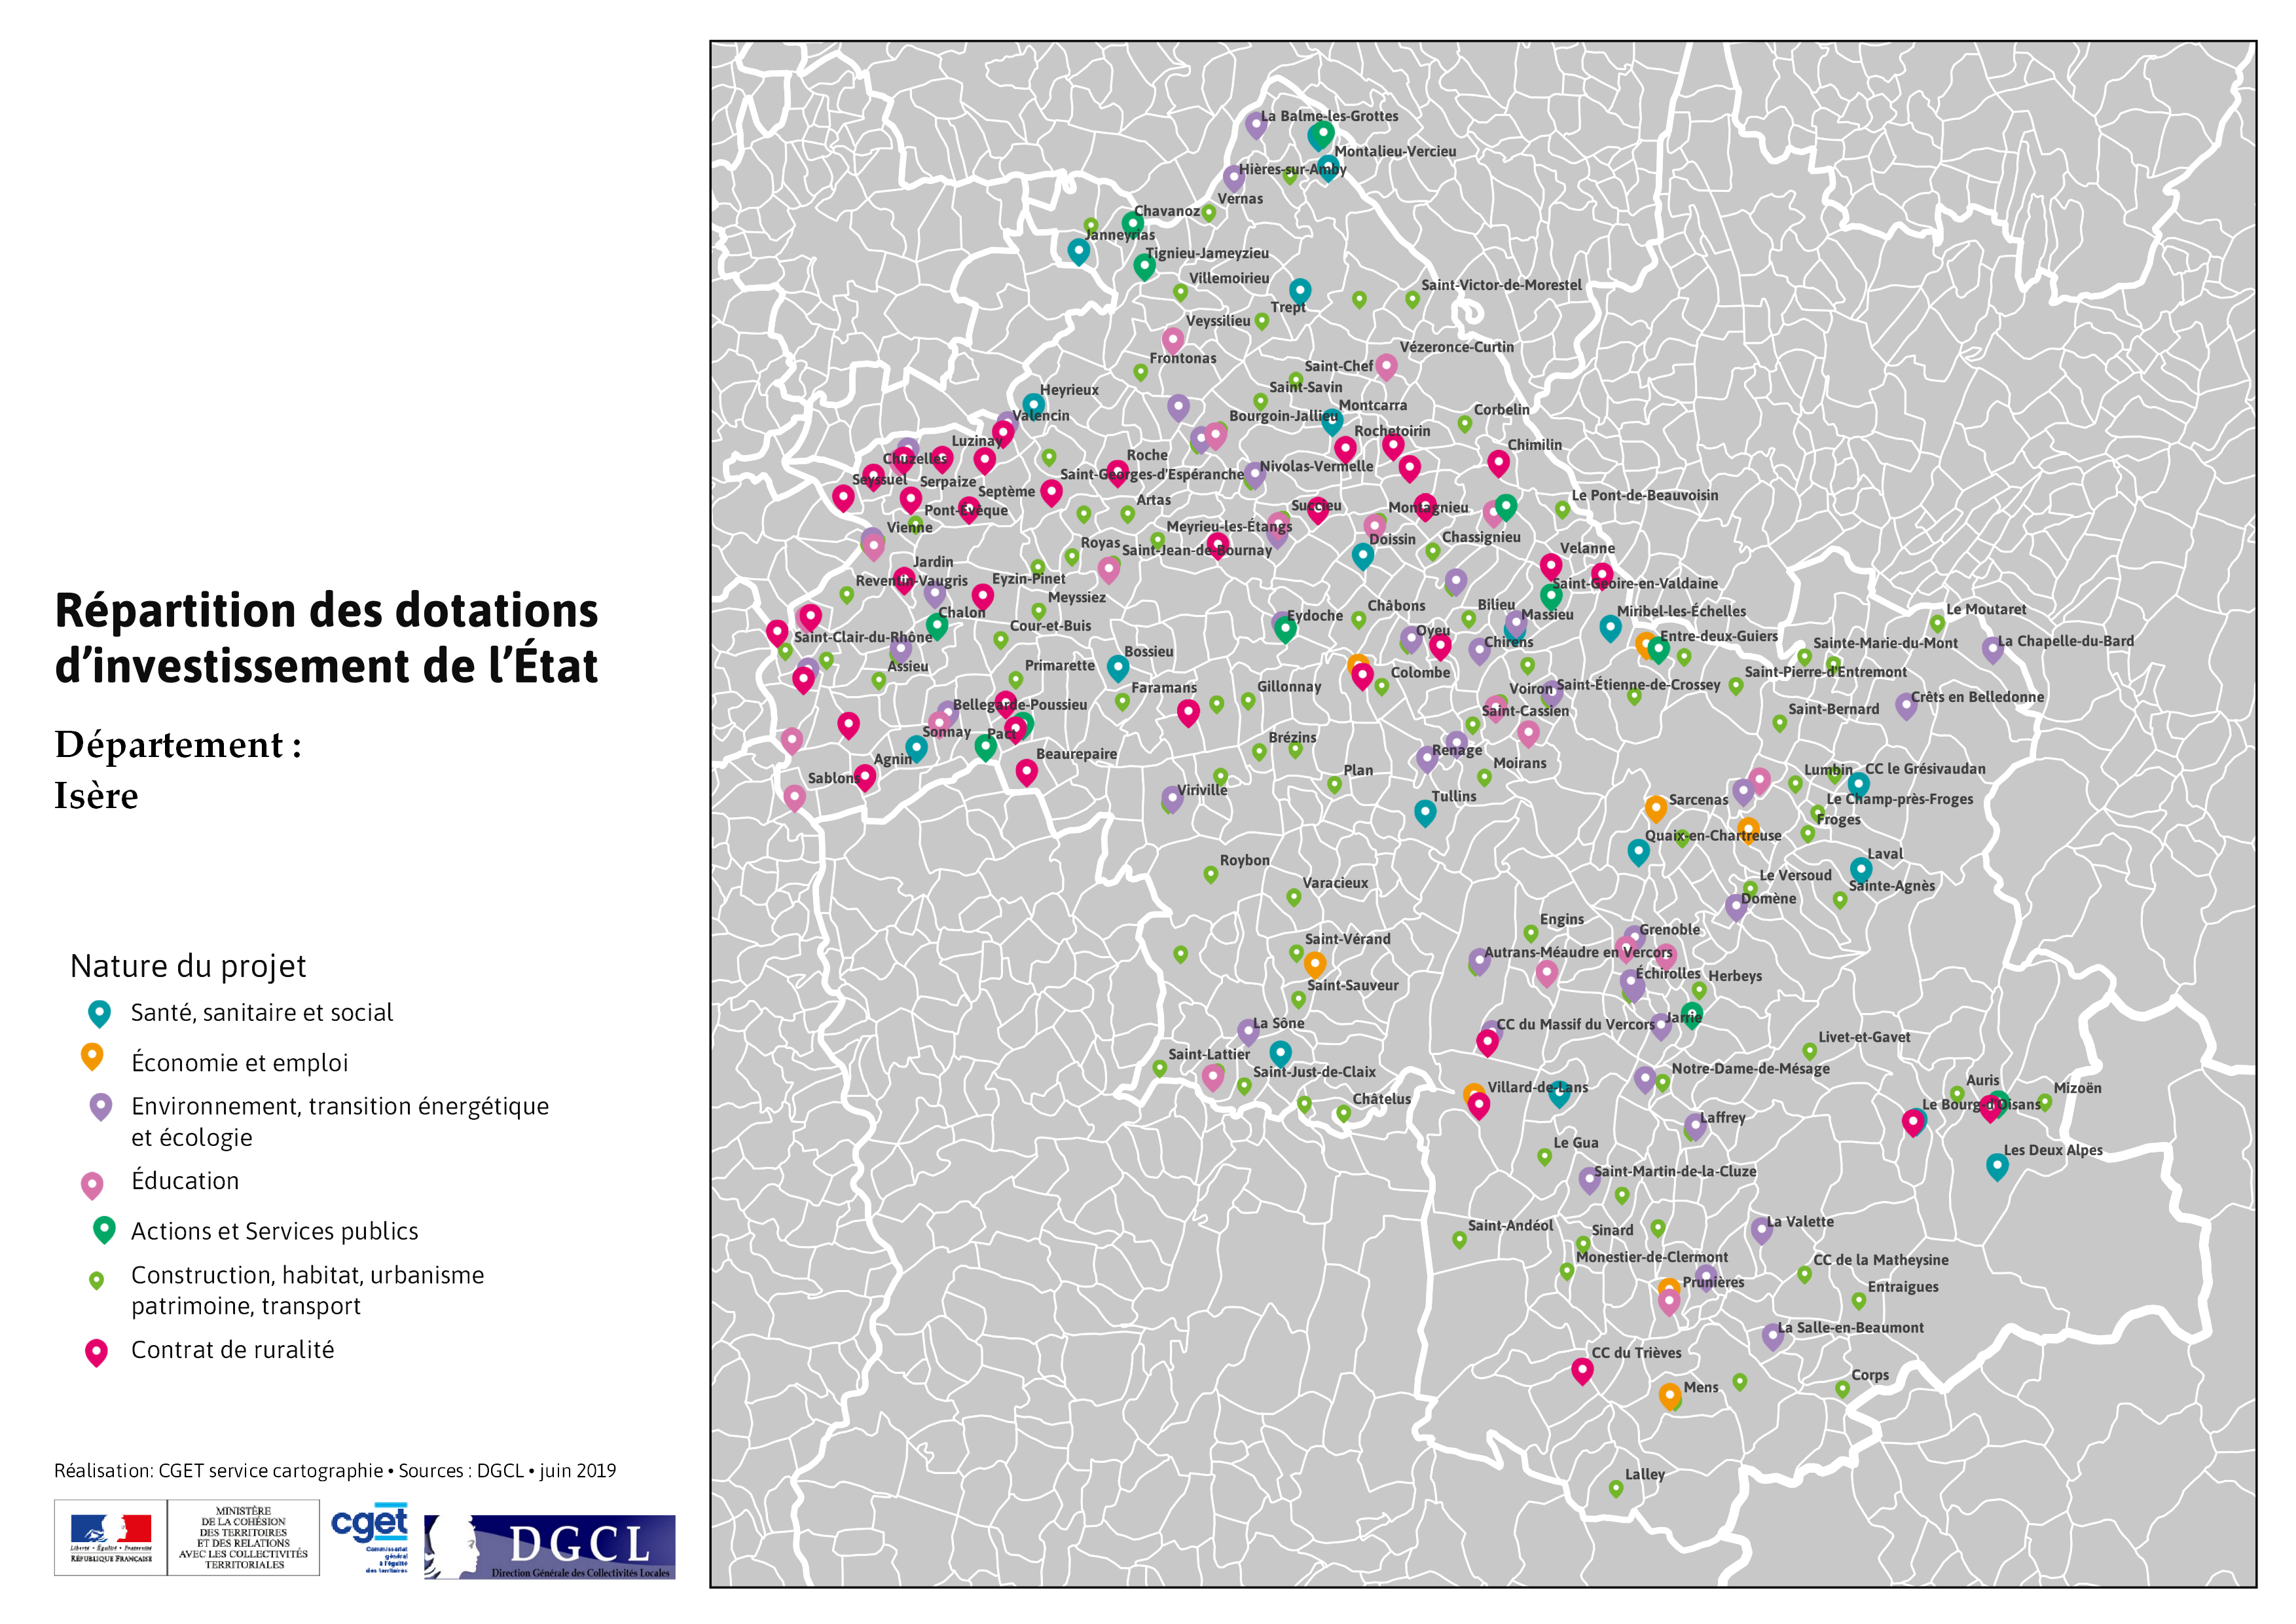 Répartition des dotations
d'investissement de l'État
Département :
Isère
Nature du projet
Santé, sanitaire et social
Économie et emploi
Environnement, transition énergétique
et écologie
Éducation
Actions et Services publics
Construction, habitat, urbanisme
patrimoine, transport
Contrat de ruralité
Réalisation: CGET service cartographie • Sources : DGCL • juin 2019
Liberté • Égalité • Fraternité
RÉPUBLIQUE FRANÇAISE
MINISTÈRE
DE LA COHÉSION
DES TERRITOIRES
ET DES RELATIONS
AVEC LES COLLECTIVITÉS
TERRITORIALES
cget
Commissariat
général
à l'égalité
des territoires
DGCL
Direction Générale des Collectivités Locales
La Balme-les-Grottes
Montalieu-Vercieu
Hières-sur-Amby
Vernas
Chavanoz
Janneyrias
Tignieu-Jameyzieu
Villemoirieu
Saint-Victor-de-Morestel
Trept
Veyssilieu
Vézeronce-Curtin
Frontonas
Saint-Chef
Saint-Savin
Heyrieux
Montcarra
Corbelin
Valencin
Bourgoin-Jallieu
Rochetoirin
Luzinay
Chimilin
Chuzelles
Roche
Nivolas-Vermelle
Saint-Georges-d'Espéranche
Seyssuel
Serpaize
Septème
Le Pont-de-Beauvoisin
Artas
Succieu
Montagnieu
Pont-Évêque
Vienne
Meyrieu-les-Étangs
Doissin
Chassignieu
Royas
Saint-Jean-de-Bournay
Velanne
Jardin
Reventin-Vaugris
Eyzin-Pinet
Saint-Geoire-en-Valdaine
Meyssiez
Châbons
Bilieu
Miribel-les-Échelles
Le Moutaret
Chalon
Eydoche
Massieu
Cour-et-Buis
Oyeu
Saint-Clair-du-Rhône
Chirens
Entre-deux-Guiers
Sainte-Marie-du-Mont
La Chapelle-du-Bard
Bossieu
Assieu
Primarette
Colombe
Saint-Pierre-d'Entremont
Faramans
Gillonnay
Voiron
Saint-Étienne-de-Crossey
Crêts en Belledonne
Bellegarde-Poussieu
Saint-Cassien
Saint-Bernard
Sonnay
Pact
Brézins
Renage
Agnin
Beaurepaire
Moirans
Sablons
Plan
Lumbin
CC le Grésivaudan
Viriville
Tullins
Sarcenas
Le Champ-près-Froges
Froges
Quaix-en-Chartreuse
Laval
Roybon
Le Versoud
Varacieux
Sainte-Agnès
Domène
Engins
Grenoble
Saint-Vérand
Autrans-Méaudre en Vercors
Échirolles
Herbeys
Saint-Sauveur
La Sône
CC du Massif du Vercors
Jarrie
Livet-et-Gavet
Saint-Lattier
Saint-Just-de-Claix
Notre-Dame-de-Mésage
Auris
Mizoën
Villard-de-Lans
Châtelus
Le Bourg-d'Oisans
Laffrey
Le Gua
Les Deux Alpes
Saint-Martin-de-la-Cluze
Saint-Andéol
Sinard
La Valette
Monestier-de-Clermont
CC de la Matheysine
Prunières
Entraigues
La Salle-en-Beaumont
CC du Trièves
Mens
Corps
Lalley